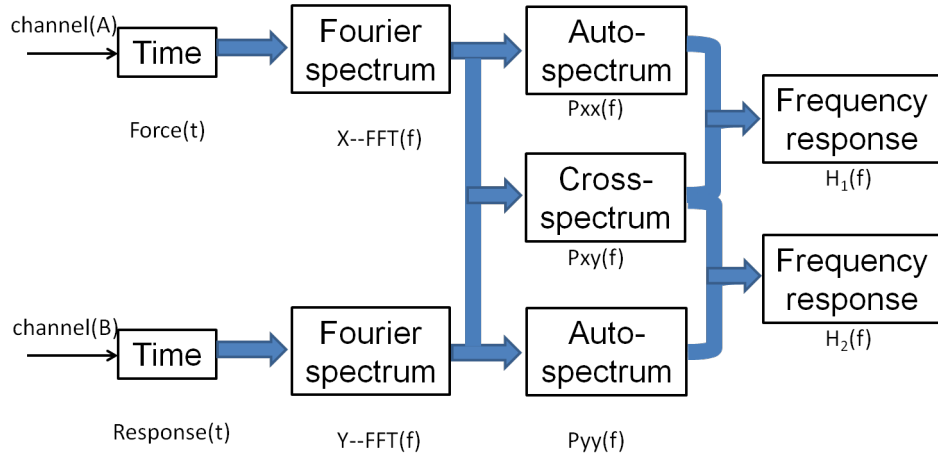 channel(A)
Time
Force(t)
Fourier
spectrum
X--FFT(f)
Auto-
spectrum
Pxx(f)
Cross-
spectrum
Pxy(f)
Frequency
response
H₁(f)
channel(B)
Time
Response(t)
Fourier
spectrum
Y--FFT(f)
Auto-
spectrum
Pyy(f)
Frequency
response
H₂(f)